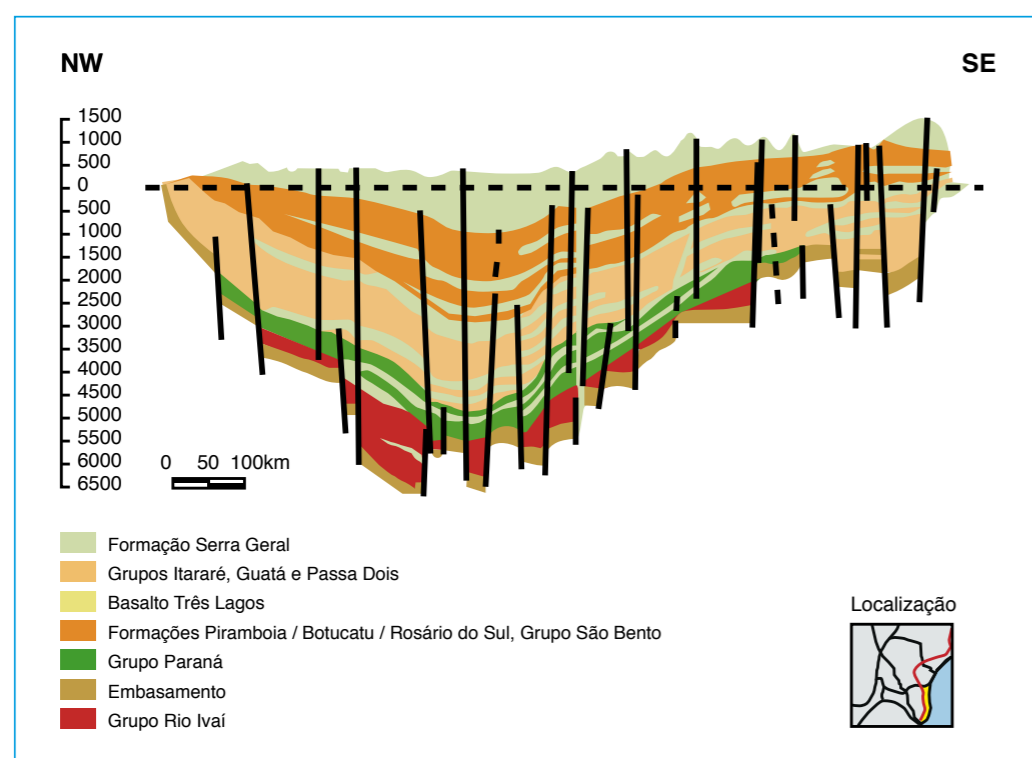 NW
SE
1500
1000
500
0
500
1000
1500
2000
2500
3000
3500
4000
4500
5000
5500
6000
6500
0 50 100km
Formação Serra Geral
Grupos Itararé, Guatá e Passa Dois
Basalto Três Lagos
Formações Piramboia / Botucatu / Rosário do Sul, Grupo São Bento
Grupo Paraná
Embasamento
Grupo Rio Ivaí
Localização